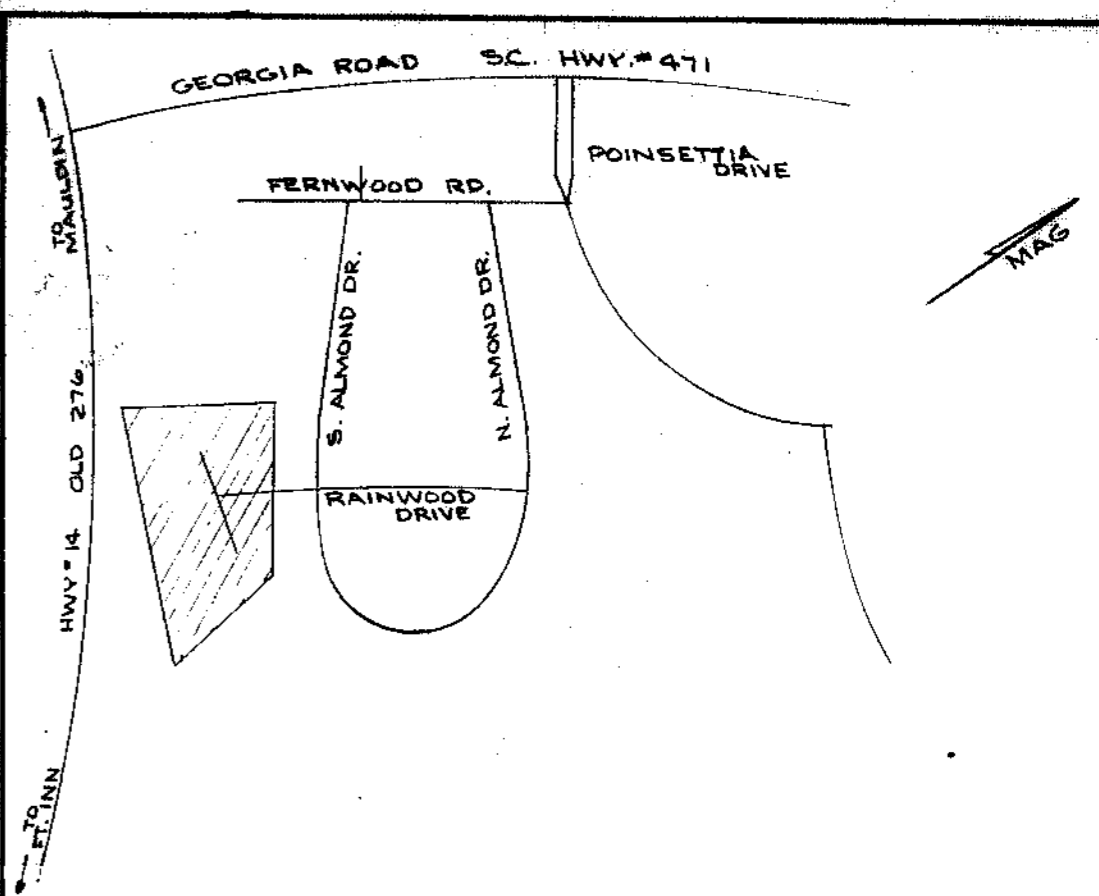 GEORGIA ROAD S.C. HWY. # 471
TO
MAULDIN
POINSETTIA
DRIVE
FERNWOOD RD.
MAG
S. ALMOND DR.
N. ALMOND DR.
HWY # 14 OLD 276
RAINWOOD
DRIVE
TO
FT. INN